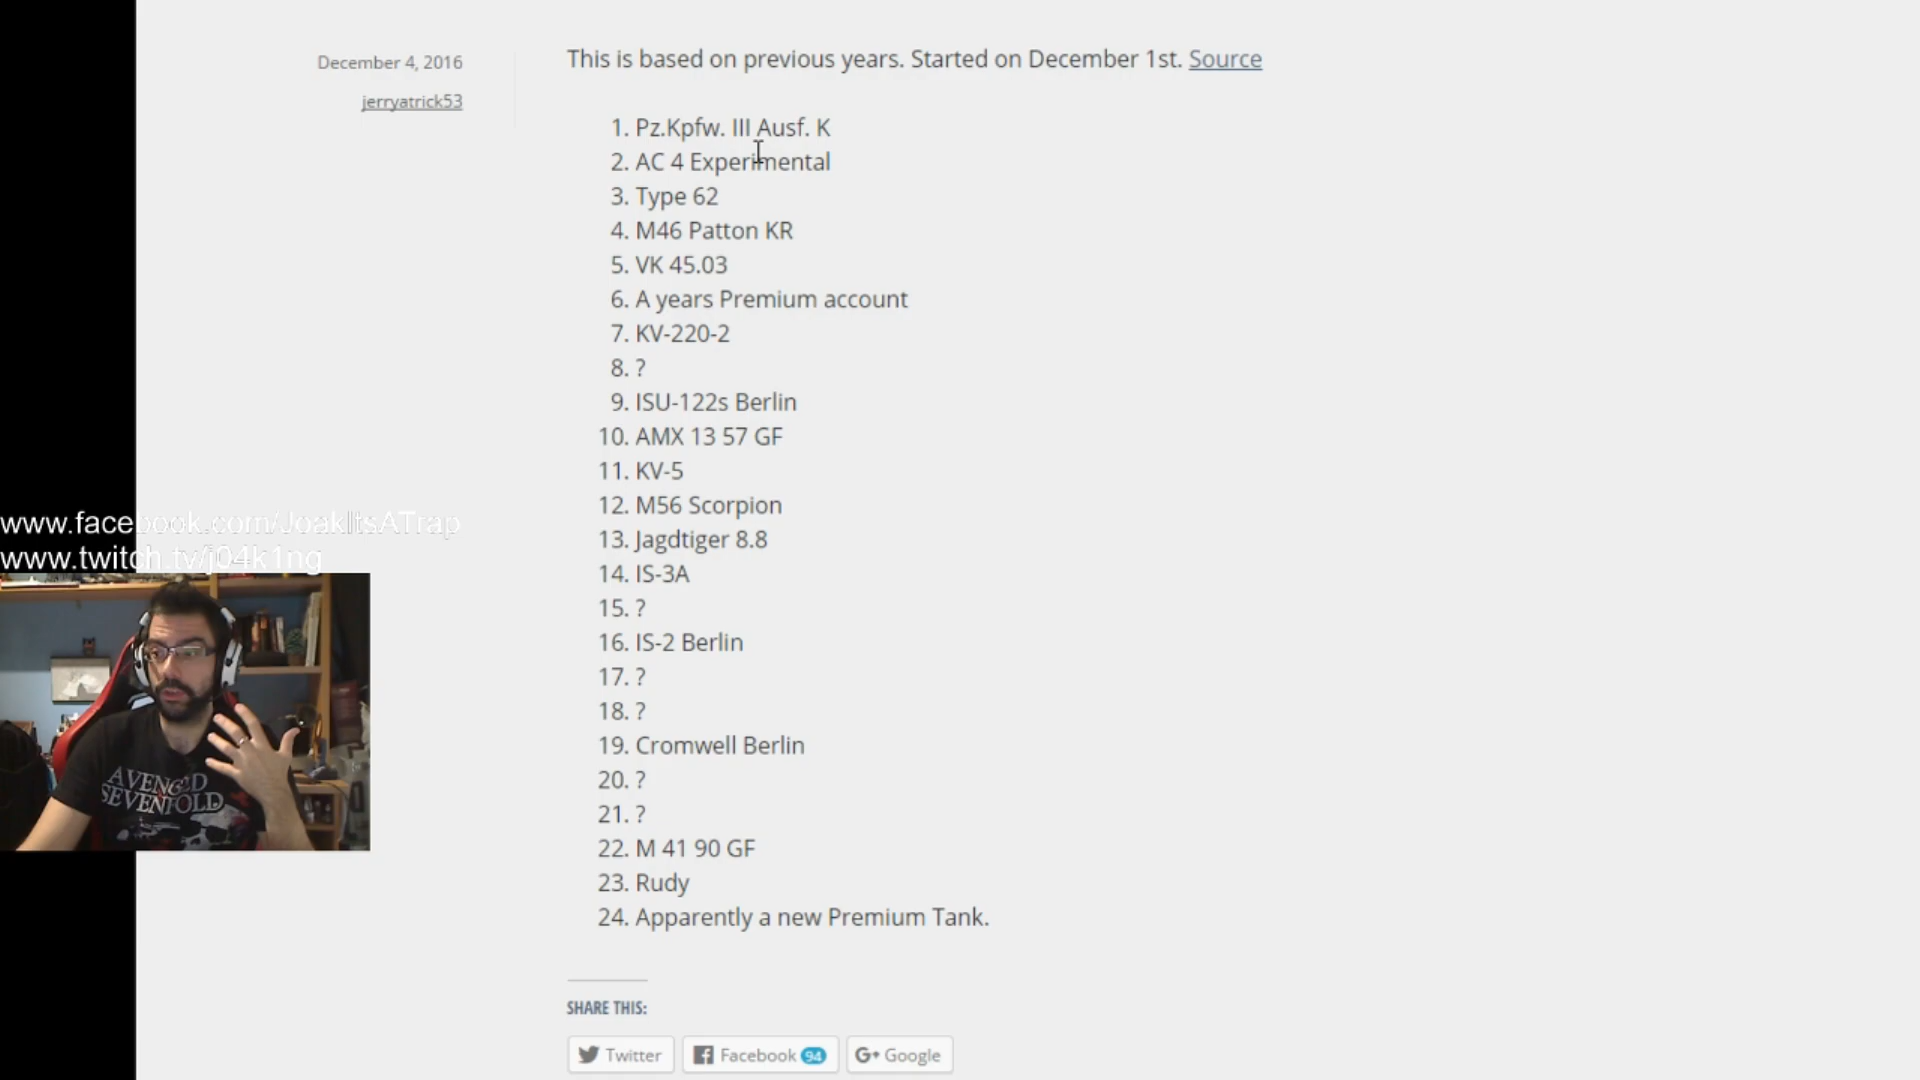 December 4, 2016
jerryatrick53
This is based on previous years. Started on December 1st. Source
1. Pz.Kpfw. III Ausf. K
2. AC 4 Experimental
3. Type 62
4. M46 Patton KR
5. VK 45.03
6. A years Premium account
7. KV-220-2
8. ?
9. ISU-122s Berlin
10. AMX 13 57 GF
11. KV-5
12. M56 Scorpion
13. Jagdtiger 8.8
14. IS-3A
15. ?
16. IS-2 Berlin
17. ?
18. ?
19. Cromwell Berlin
20. ?
21. ?
22. M 41 90 GF
23. Rudy
24. Apparently a new Premium Tank.
SHARE THIS:
Twitter
Facebook 94
G+ Google
www.facebook.com/JoakItsATrap
www.twitch.tv/j04k1ng
AVENGED
SEVENFOLD